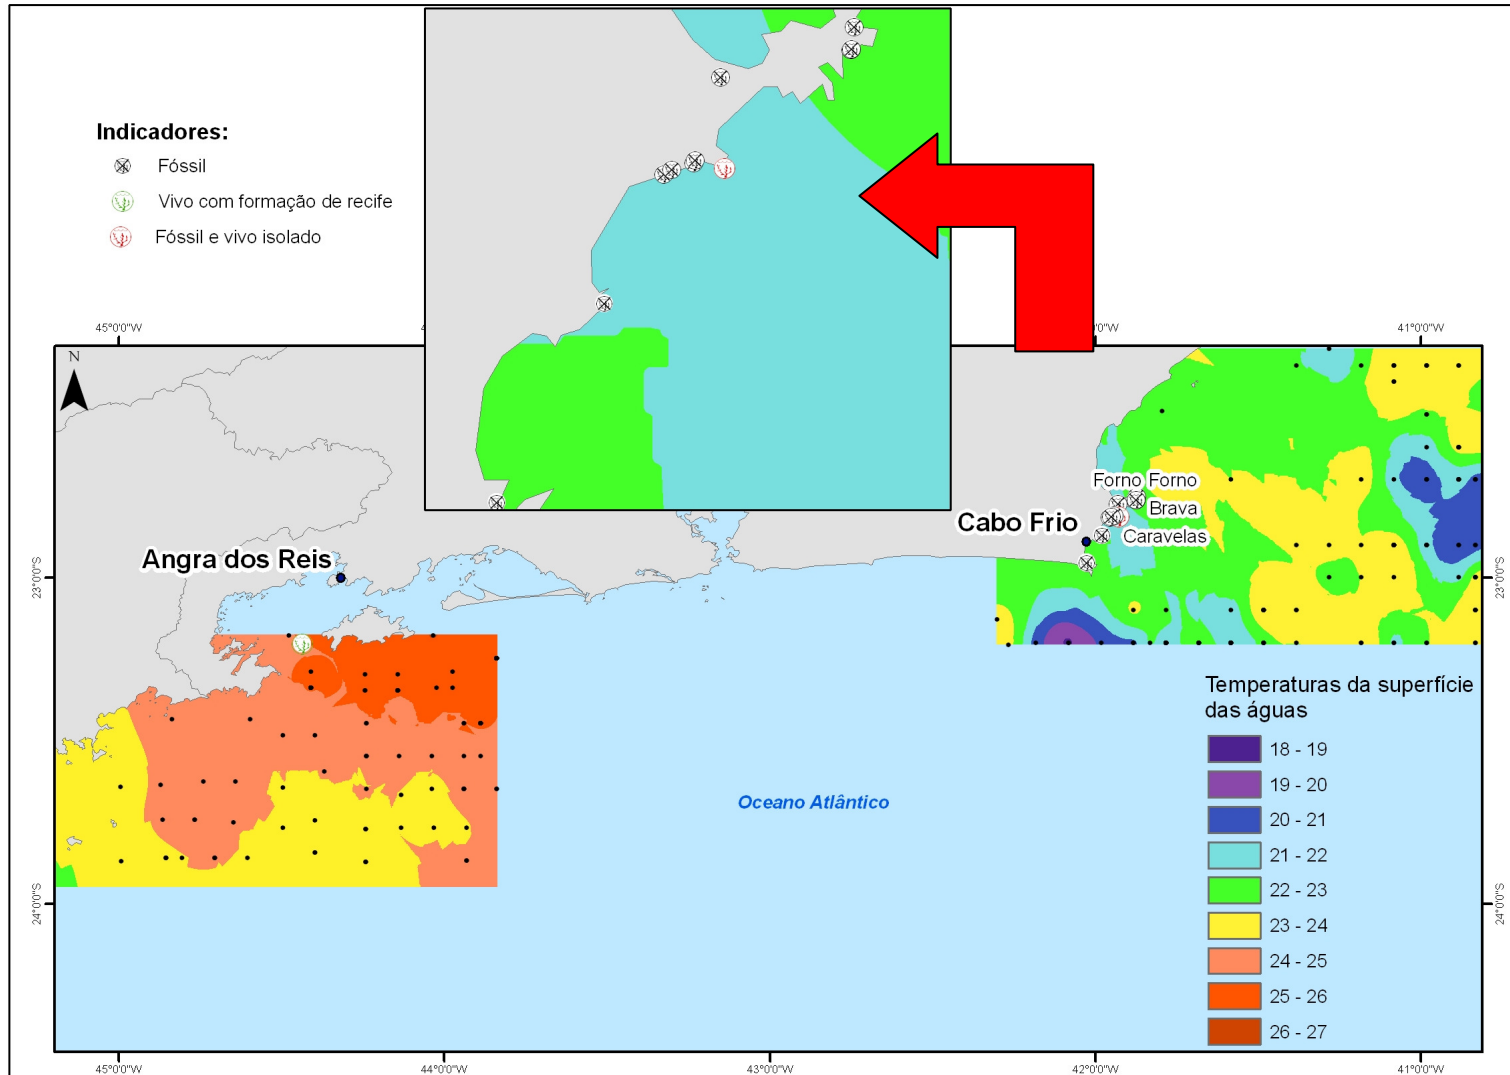 Indicadores:
Fóssil
Vivo com formação de recife
Fóssil e vivo isolado
45°0'0"W
41°0'0"W
N
Forno Forno
Brava
Cabo Frio
Caravelas
Angra dos Reis
23°0'0"S
23°0'0"S
Temperaturas da superfície
das águas
18 - 19
19 - 20
20 - 21
21 - 22
22 - 23
23 - 24
24 - 25
25 - 26
26 - 27
Oceano Atlântico
24°0'0"S
24°0'0"S
45°0'0"W
44°0'0"W
43°0'0"W
42°0'0"W
41°0'0"W